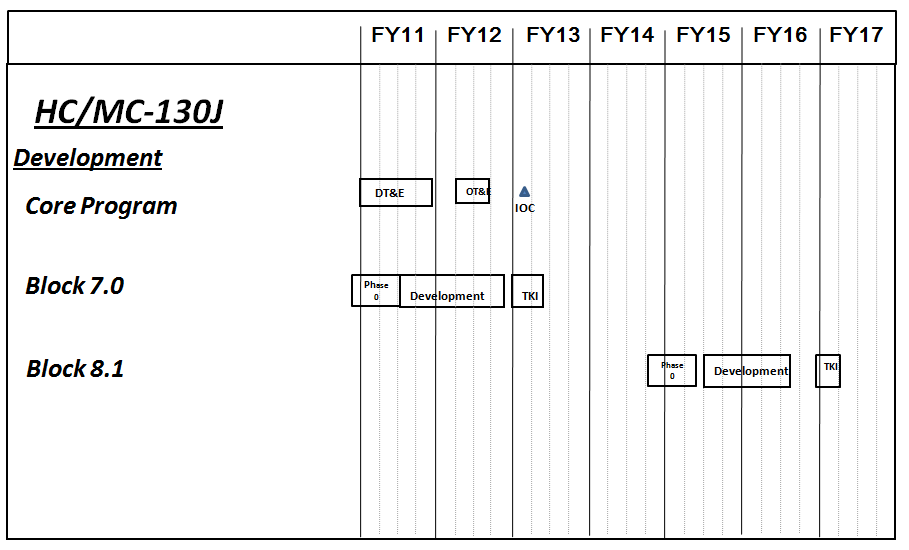 FY11 FY12 FY13 FY14 FY15 FY16 FY17
HC/MC-130J
Development
Core Program
DT&E
OT&E
IOC
Block 7.0
Phase
0
Development
TKI
Block 8.1
Phase
0
Development
TKI